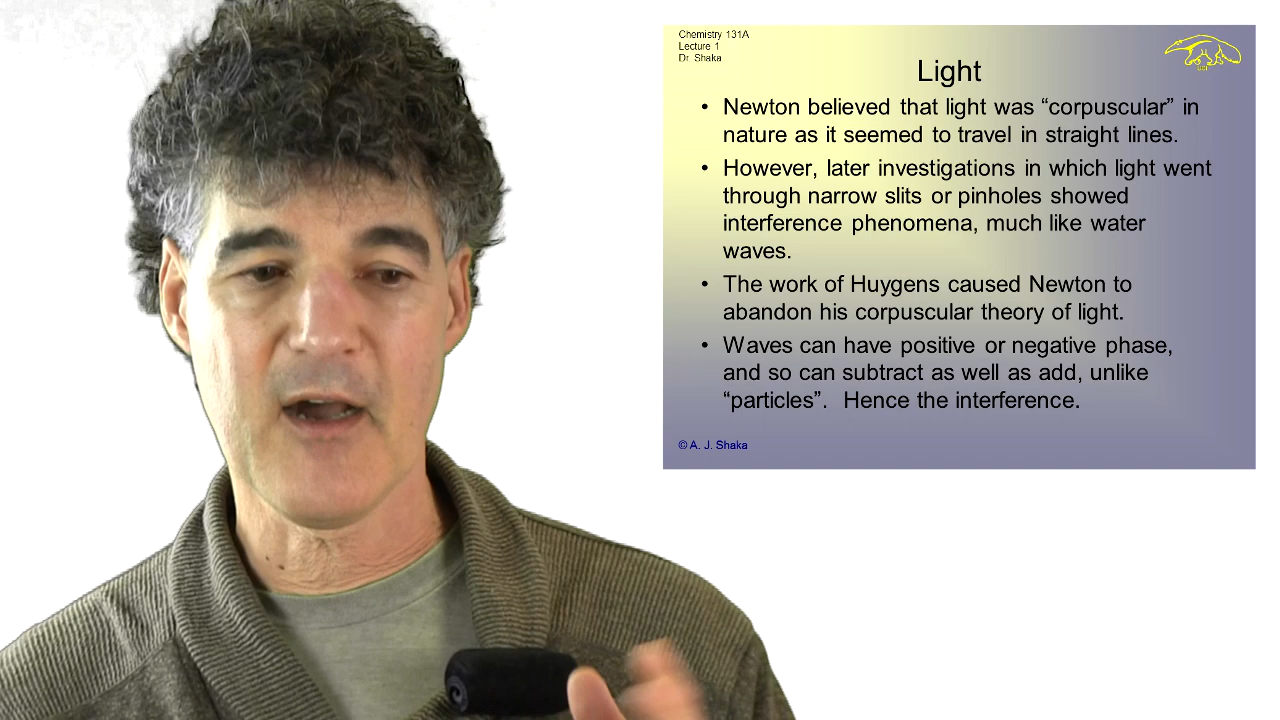 Chemistry 131A
Lecture 1
Dr. Shaka
Light
• Newton believed that light was “corpuscular” in
nature as it seemed to travel in straight lines.
• However, later investigations in which light went
through narrow slits or pinholes showed
interference phenomena, much like water
waves.
• The work of Huygens caused Newton to
abandon his corpuscular theory of light.
• Waves can have positive or negative phase,
and so can subtract as well as add, unlike
“particles”.  Hence the interference.
© A. J. Shaka